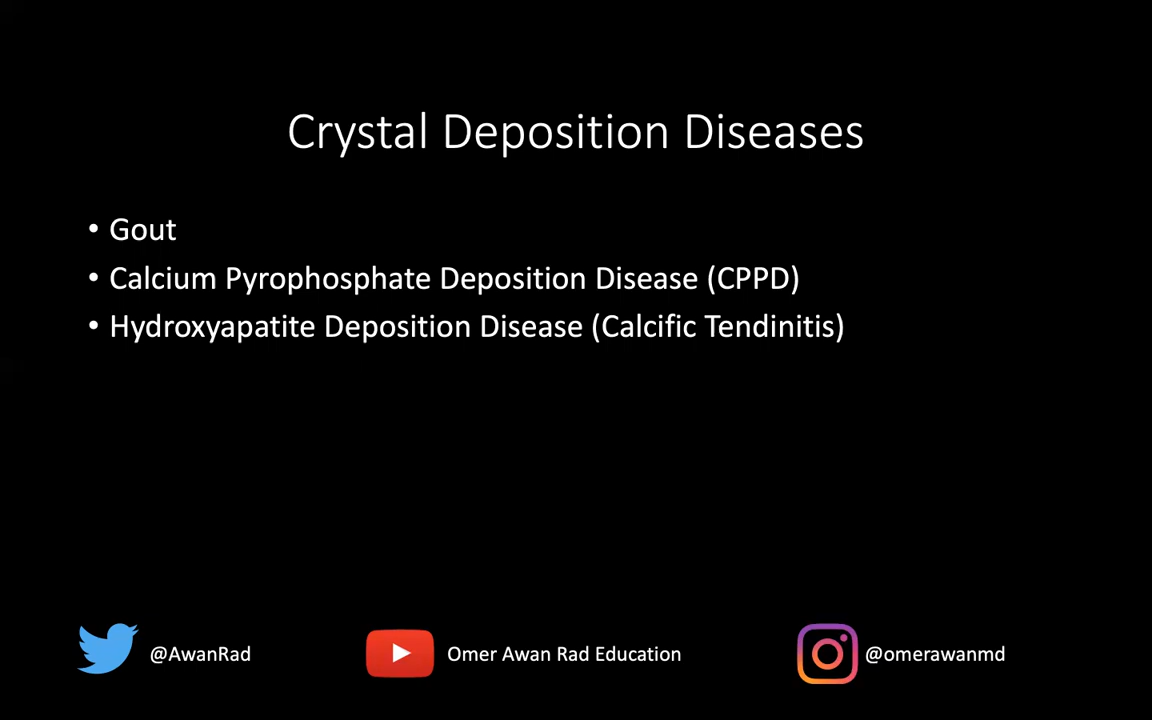 Crystal Deposition Diseases
• Gout
• Calcium Pyrophosphate Deposition Disease (CPPD)
• Hydroxyapatite Deposition Disease (Calcific Tendinitis)
@AwanRad
Omer Awan Rad Education
@omerawanmd